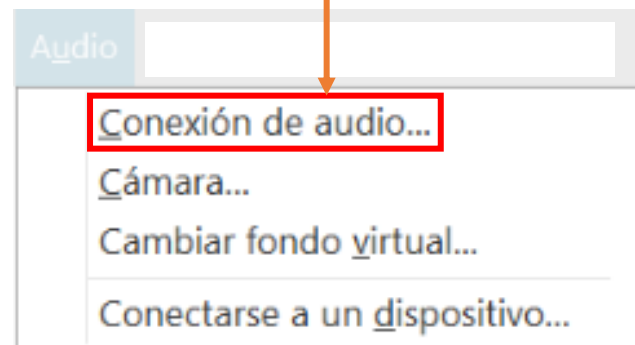 Audio
Conexión de audio...
Cámara...
Cambiar fondo virtual...
Conectarse a un dispositivo...